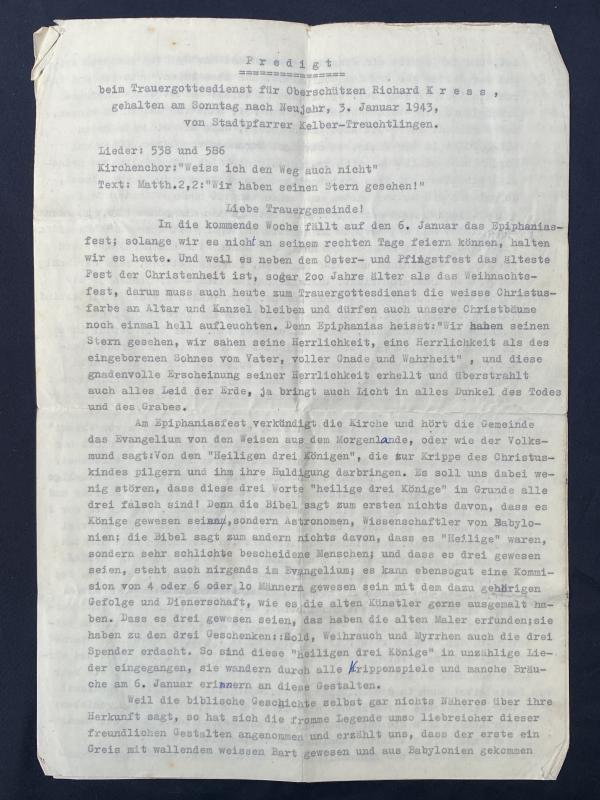 P r e d i g t
================
beim Trauergottesdienst für Oberschützen Richard K r e s s ,
gehalten am Sonntag nach Neujahr, 3. Januar 1943,
von Stadtpfarrer Kelber-Treuchtlingen.
Lieder: 538 und 586
Kirchenchor:"Weiss ich den Weg auch nicht"
Text: Matth.2,2:"Wir haben seinen Stern gesehen!"
Liebe Trauergemeinde!
In die kommende Woche fällt auf den 6. Januar das Epiphanias-
fest; solange wir es nicht an seinem rechten Tage feiern können, halten
wir es heute. Und weil es neben dem Oster- und Pfingstfest das älteste
Fest der Christenheit ist, sogar 2oo Jahre älter als das Weihnachts-
fest, darum muss auch heute zum Trauergottesdienst die weisse Christus-
farbe an Altar und Kanzel bleiben und dürfen auch unsere Christbäume
noch einmal hell aufleuchten. Denn Epiphanias heisst:"Wir haben seinen
Stern gesehen, wir sahen seine Herrlichkeit, eine Herrlichkeit als des
eingeborenen Sohnes vom Vater, voller Gnade und Wahrheit" , und diese
gnadenvolle Erscheinung seiner Herrlichkeit erhellt und überstrahlt
auch alles Leid der Erde, ja bringt auch Licht in alles Dunkel des Todes
und des Grabes.
Am Epiphaniasfest verkündigt die Kirche und hört die Gemeinde
das Evangelium von den Weisen aus dem Morgenlande, oder wie der Volks-
mund sagt:Von den "Heiligen drei Königen", die zur Krippe des Christus-
kindes pilgern und ihm ihre Huldigung darbringen. Es soll uns dabei we-
nig stören, dass diese drei Worte "heilige drei Könige" im Grunde alle
drei falsch sind! Denn die Bibel sagt zum ersten nichts davon, dass es
Könige gewesen seien,sondern Astronomen, Wissenschaftler von Babylo-
nien; die Bibel sagt zum andern nichts davon, dass es "Heilige" waren,
sondern sehr schlichte bescheidene Menschen; und dass es drei gewesen
seien, steht auch nirgends im Evangelium; es kann ebensogut eine Kommi-
sion von 4 oder 6 oder 1o Männern gewesen sein mit dem dazu gehörigen
Gefolge und Dienerschaft, wie es die alten Künstler gerne ausgemalt ha-
ben. Dass es drei gewesen seien, das haben die alten Maler erfunden;sie
haben zu den drei Geschenken::Gold, Weihrauch und Myrrhen auch die drei
Spender erdacht. So sind diese "heiligen drei Könige" in unzählige Lie-
der eingegangen, sie wandern durch alle Krippenspiele und manche Bräu-
che am 6. Januar erinnern an diese Gestalten.
Weil die biblische Geschichte selbst gar nichts Näheres über ihre
Herkunft sagt, so hat sich die fromme Legende umso liebreicher dieser
freundlichen Gestalten angenommen und erzählt uns, dass der erste ein
Greis mit wallendem weissen Bart gewesen und aus Babylonien gekommen